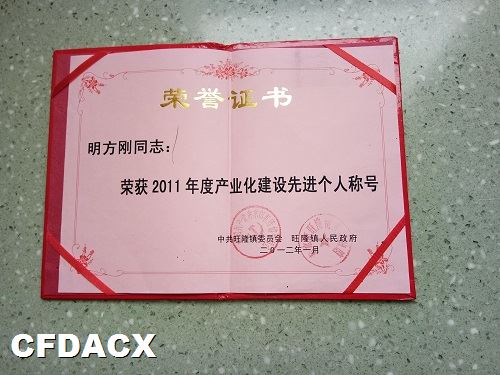 荣誉证书
明方刚同志：
荣获2011年度产业化建设先进个人称号
中共旺隆镇委员会 旺隆镇人民政府
二〇一二年一月
CFDACX